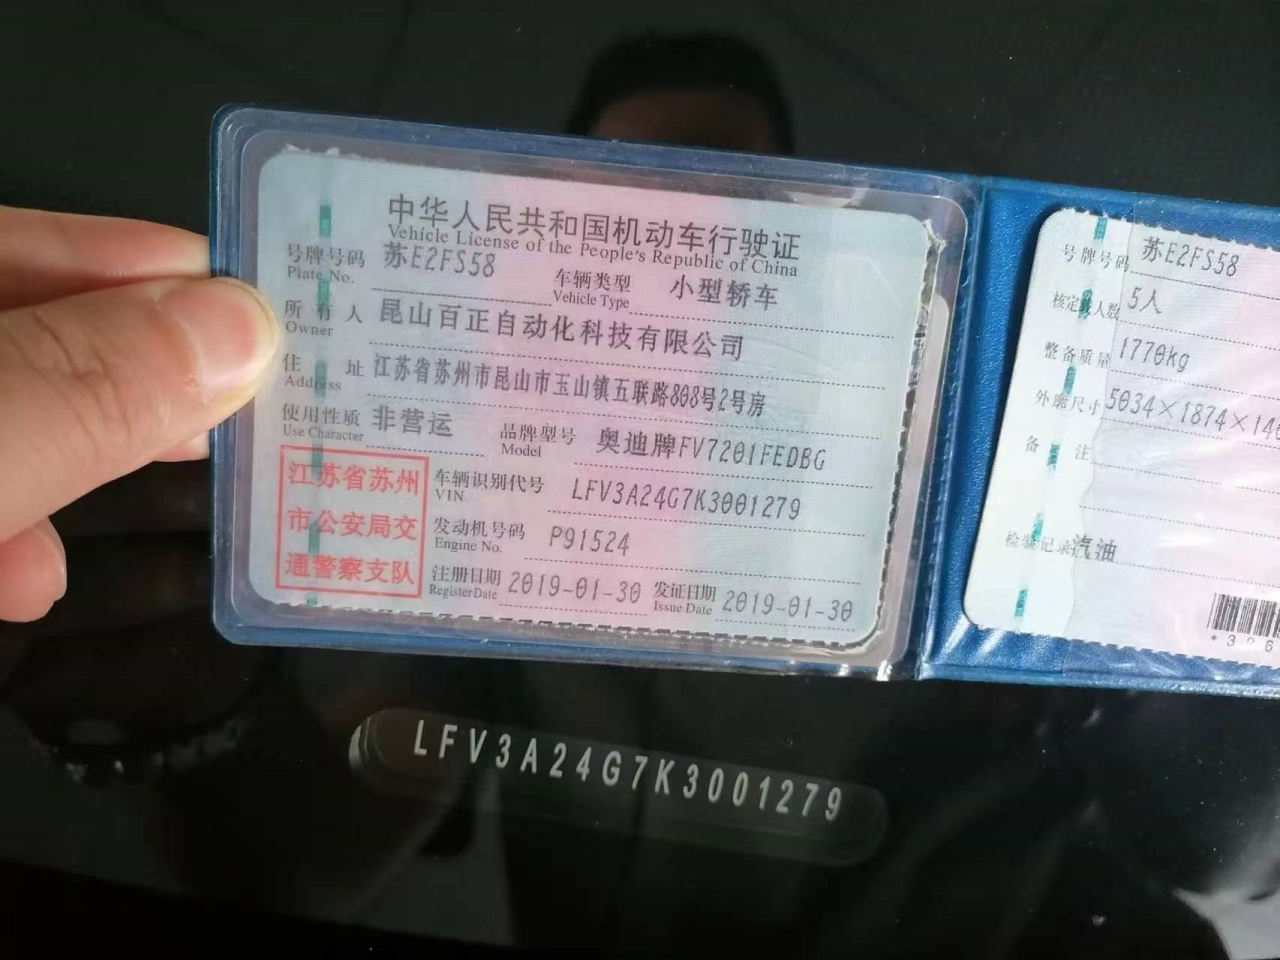 中华人民共和国机动车行驶证
Vehicle License of the People's Republic of China
号牌号码 苏E2FS58 车辆类型 小型轿车
Plate No. Vehicle Type
所有人 昆山百正自动化科技有限公司
Owner
住址 江苏省苏州市昆山市玉山镇五联路808号2号房
Address
使用性质 非营运 品牌型号 奥迪牌FV7201FEDBG
Use Character Model
江苏省苏州
市公安局交
通警察支队
车辆识别代号 LFV3A24G7K3001279
VIN
发动机号码 P91524
Engine No.
注册日期 2019-01-30 发证日期 2019-01-30
Register Date Issue Date
号牌号码 苏E2FS58
核定载人数 5人
整备质量 1770kg
外廓尺寸 5034×1874×14
备注
检验记录 汽油
*326
LFV3A24G7K3001279